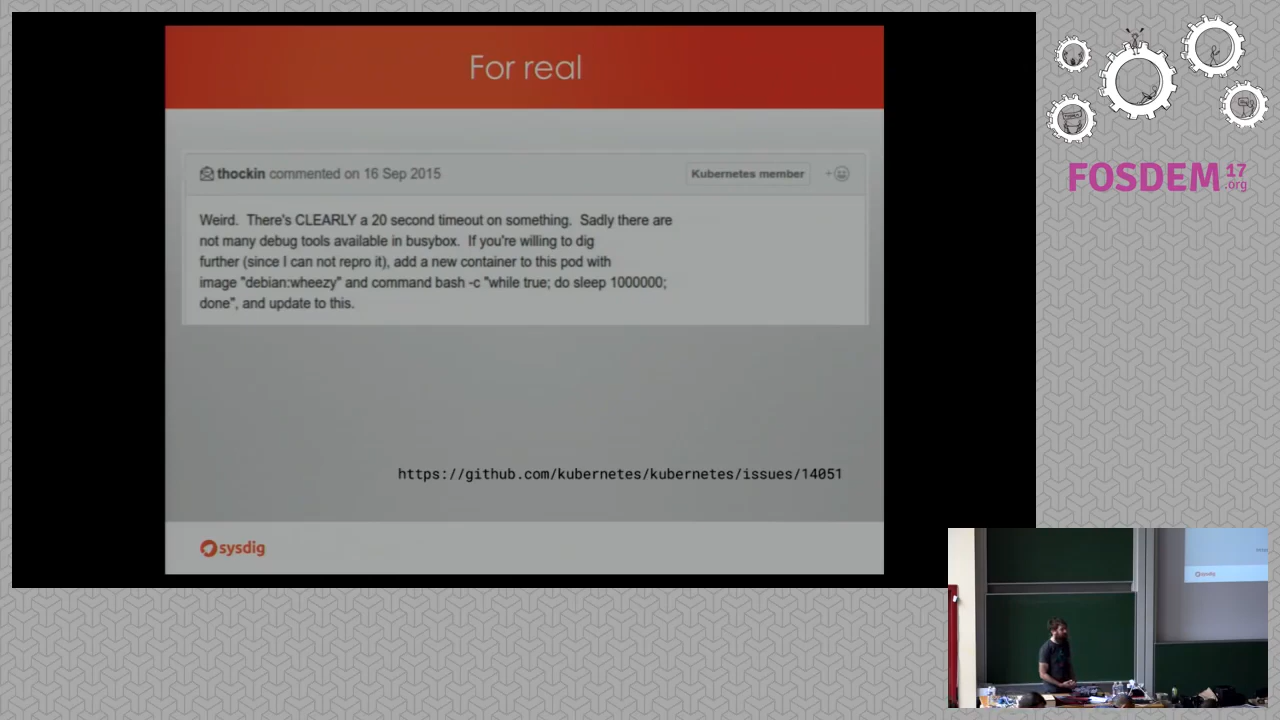 For real
thockin commented on 16 Sep 2015
Kubernetes member
Weird. There's CLEARLY a 20 second timeout on something. Sadly there are
not many debug tools available in busybox. If you're willing to dig
further (since I can not repro it), add a new container to this pod with
image "debian:wheezy" and command bash -c "while true; do sleep 1000000;
done", and update to this.
https://github.com/kubernetes/kubernetes/issues/14051
sysdig
FOSDEM 17
.org
sysdig